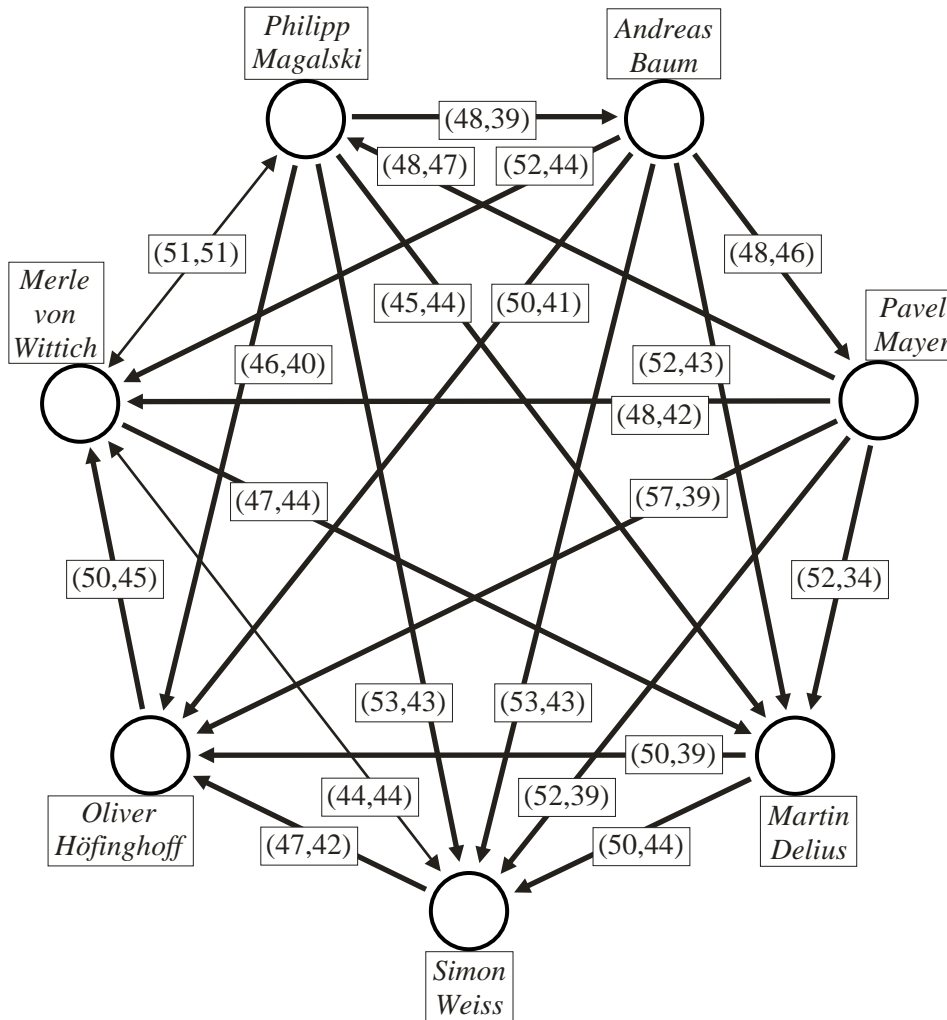 Philipp
Magalski
Andreas
Baum
(48,39)
(48,47)
(52,44)
(51,51)
(48,46)
Merle
von
Wittich
(45,44)
(50,41)
Pavel
Mayer
(46,40)
(52,43)
(48,42)
(47,44)
(57,39)
(50,45)
(52,34)
(53,43)
(53,43)
(50,39)
(44,44)
(52,39)
Oliver
Höfinghoff
(47,42)
(50,44)
Martin
Delius
Simon
Weiss